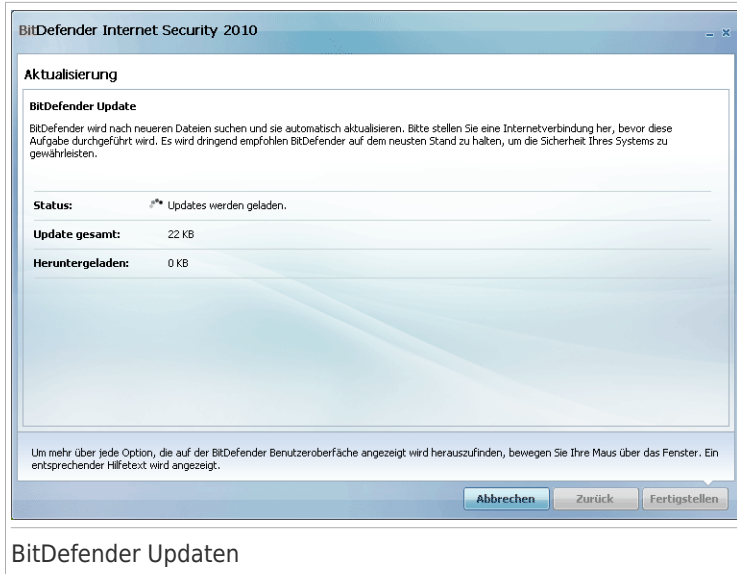 BitDefender Internet Security 2010
Aktualisierung
BitDefender Update
BitDefender wird nach neueren Dateien suchen und sie automatisch aktualisieren. Bitte stellen Sie eine Internetverbindung her, bevor diese
Aufgabe durchgeführt wird. Es wird dringend empfohlen BitDefender auf dem neusten Stand zu halten, um die Sicherheit Ihres Systems zu
gewährleisten.
Status: Updates werden geladen.
Update gesamt: 22 KB
Heruntergeladen: 0 KB
Um mehr über jede Option, die auf der BitDefender Benutzeroberfäche angezeigt wird herauszufinden, bewegen Sie Ihre Maus über das Fenster. Ein
entsprechender Hilfetext wird angezeigt.
Abbrechen Zurück Fertigstellen
BitDefender Updaten